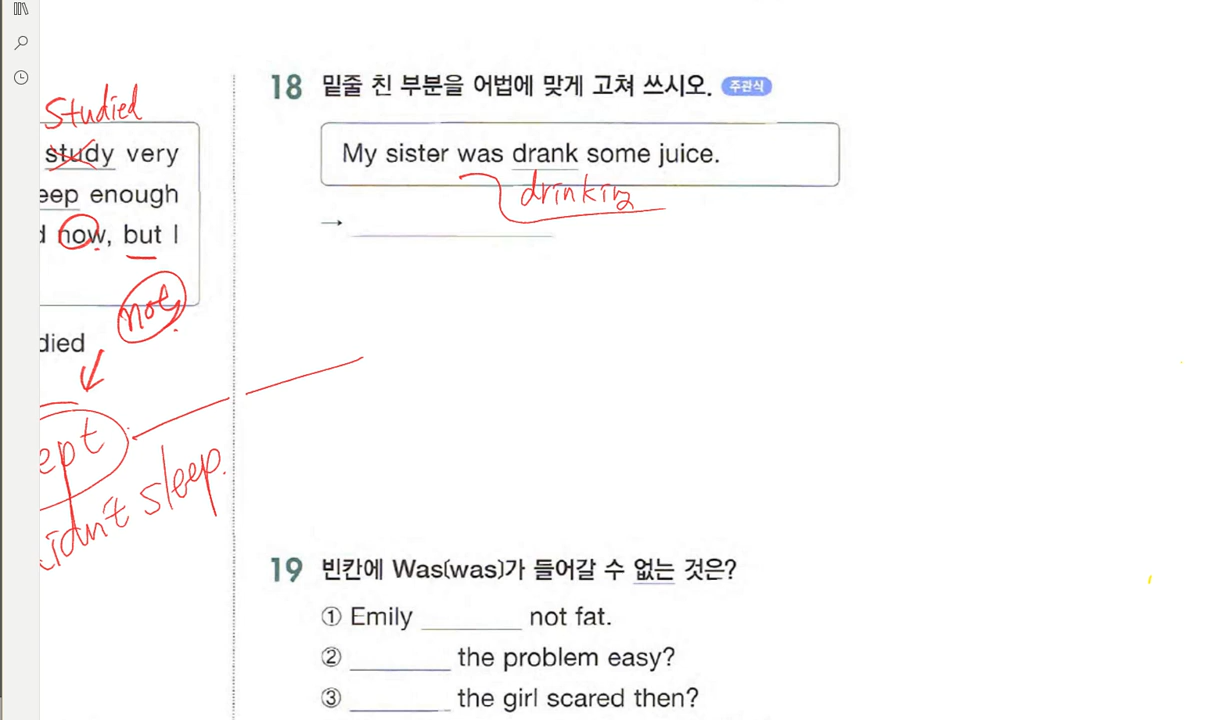 Studied
study very
eep enough
d now, but I
not
died
ept
idn't sleep.
18 밑줄 친 부분을 어법에 맞게 고쳐 쓰시오. 주관식
My sister was drank some juice.
drinking
→
19 빈칸에 Was(was)가 들어갈 수 없는 것은?
① Emily ________ not fat.
② ________ the problem easy?
③ ________ the girl scared then?